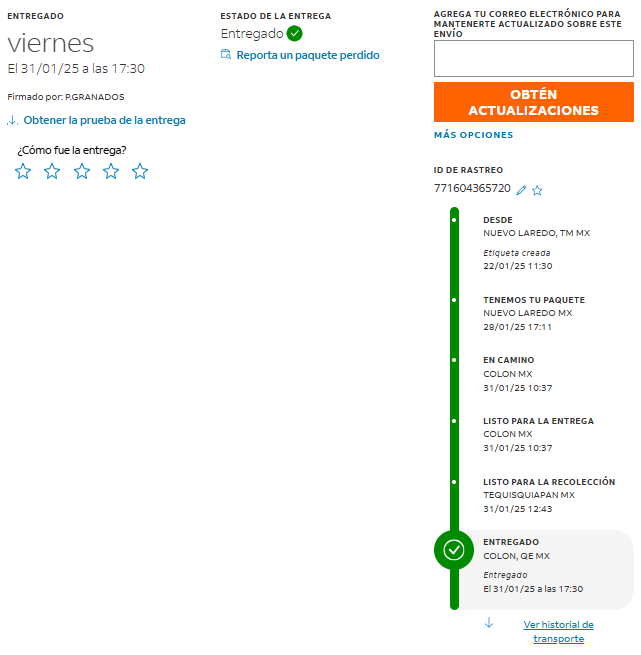 ENTREGADO
viernes
El 31/01/25 a las 17:30
Firmado por: P.GRANADOS
Obtener la prueba de la entrega
¿Cómo fue la entrega?
ESTADO DE LA ENTREGA
Entregado
Reporta un paquete perdido
AGREGA TU CORREO ELECTRÓNICO PARA
MANTENERTE ACTUALIZADO SOBRE ESTE
ENVÍO
OBTÉN
ACTUALIZACIONES
MÁS OPCIONES
ID DE RASTREO
771604365720
DESDE
NUEVO LAREDO, TM MX
Etiqueta creada
22/01/25 11:30
TENEMOS TU PAQUETE
NUEVO LAREDO MX
28/01/25 17:11
EN CAMINO
COLON MX
31/01/25 10:37
LISTO PARA LA ENTREGA
COLON MX
31/01/25 10:37
LISTO PARA LA RECOLECCIÓN
TEQUISQUIAPAN MX
31/01/25 12:43
ENTREGADO
COLON, QE MX
Entregado
El 31/01/25 a las 17:30
Ver historial de
transporte